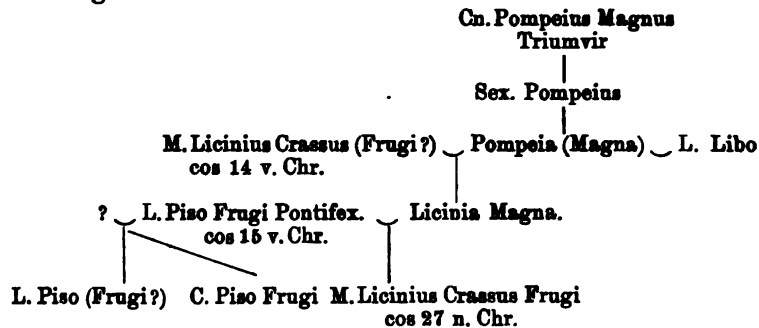 Cn. Pompeius Magnus
Triumvir
Sex. Pompeius
M. Licinius Crassus (Frugi?) Pompeia (Magna) L. Libo
cos 14 v. Chr.
? L. Piso Frugi Pontifex. Licinia Magna.
cos 15 v. Chr.
L. Piso (Frugi?) C. Piso Frugi M. Licinius Crassus Frugi
cos 27 n. Chr.